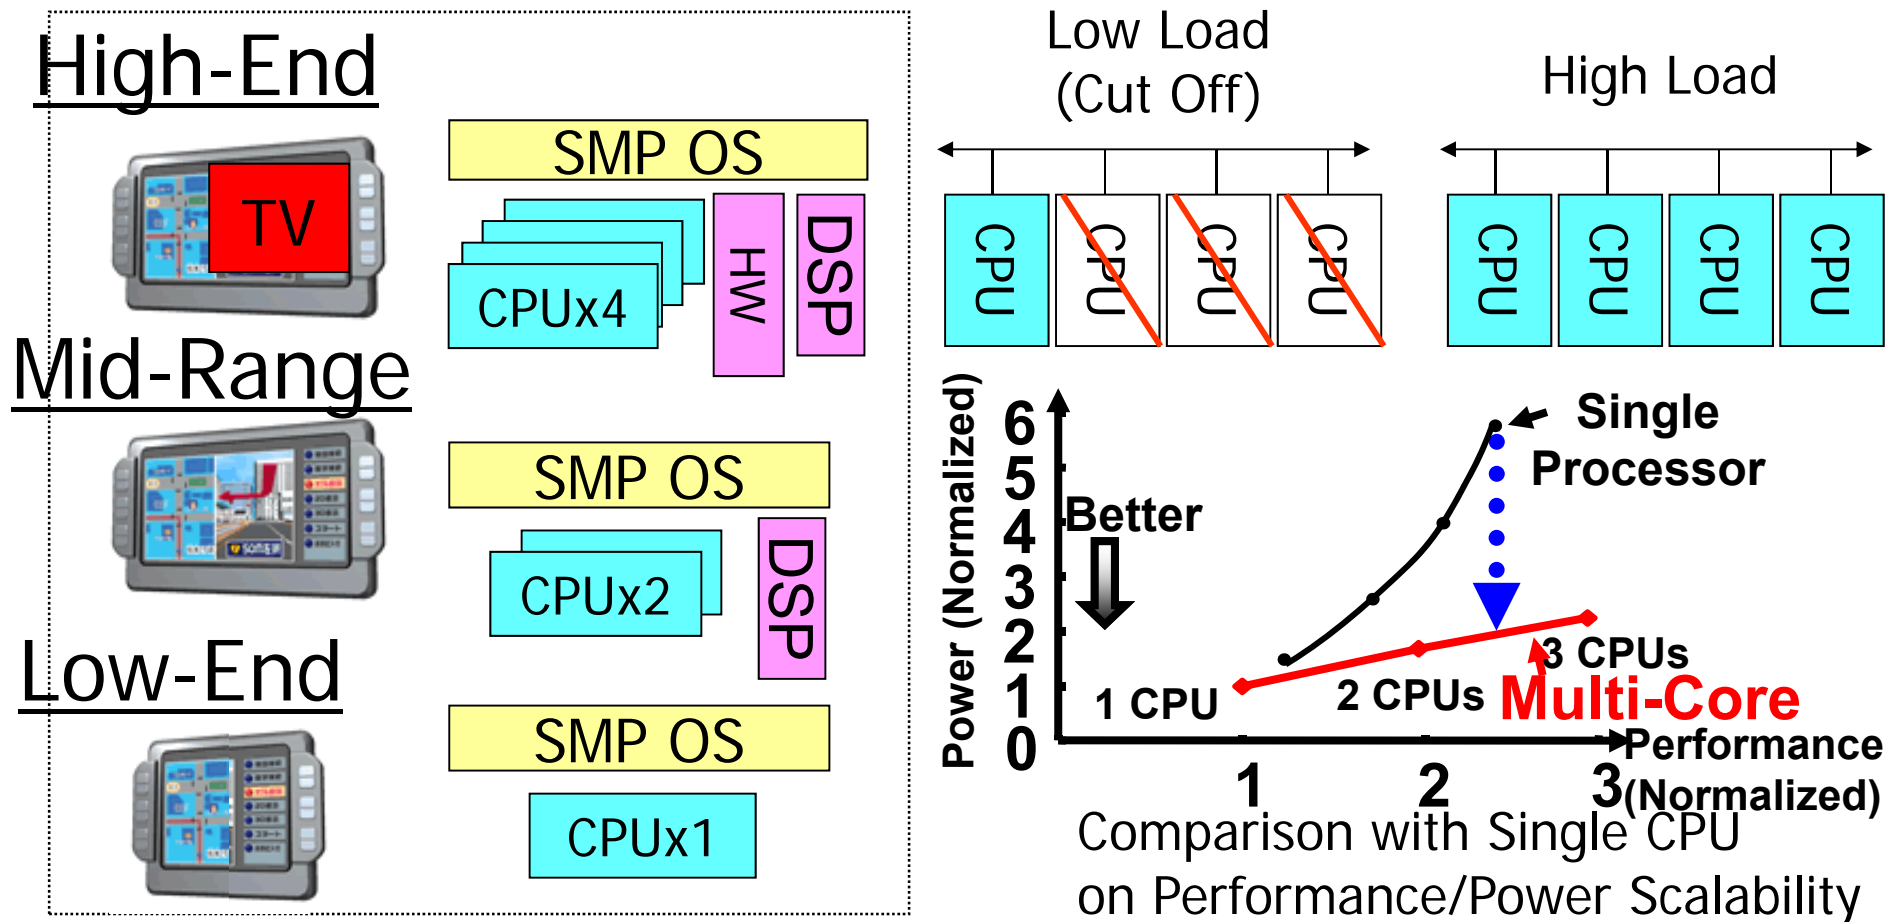 High-End
TV
SMP OS
CPUx4
HW
DSP
Mid-Range
SMP OS
CPUx2
DSP
Low-End
SMP OS
CPUx1
Low Load
(Cut Off)
High Load
CPU
CPU
CPU
CPU
CPU
CPU
CPU
CPU
Power (Normalized)
6
5
4
3
2
1
0
Better
Single
Processor
1 CPU
2 CPUs
3 CPUs
Multi-Core
1
2
3
Performance
(Normalized)
Comparison with Single CPU
on Performance/Power Scalability